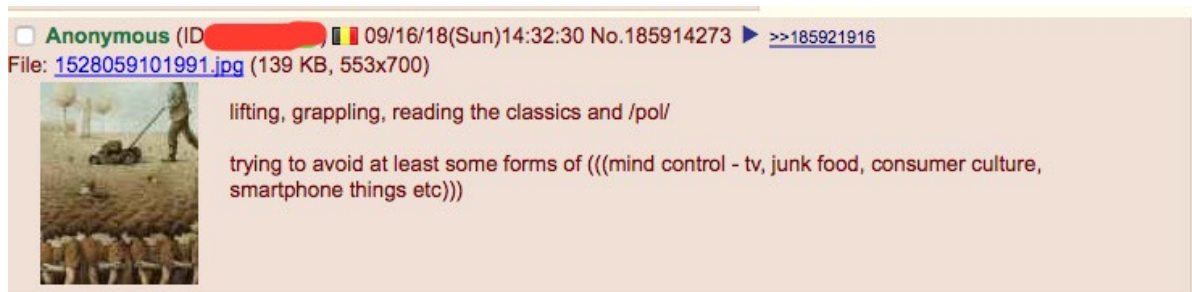 Anonymous (ID 09/16/18(Sun)14:32:30 No.185914273 ▶ >>185921916
File: 1528059101991.jpg (139 KB, 553x700)
lifting, grappling, reading the classics and /pol/
trying to avoid at least some forms of (((mind control - tv, junk food, consumer culture,
smartphone things etc)))